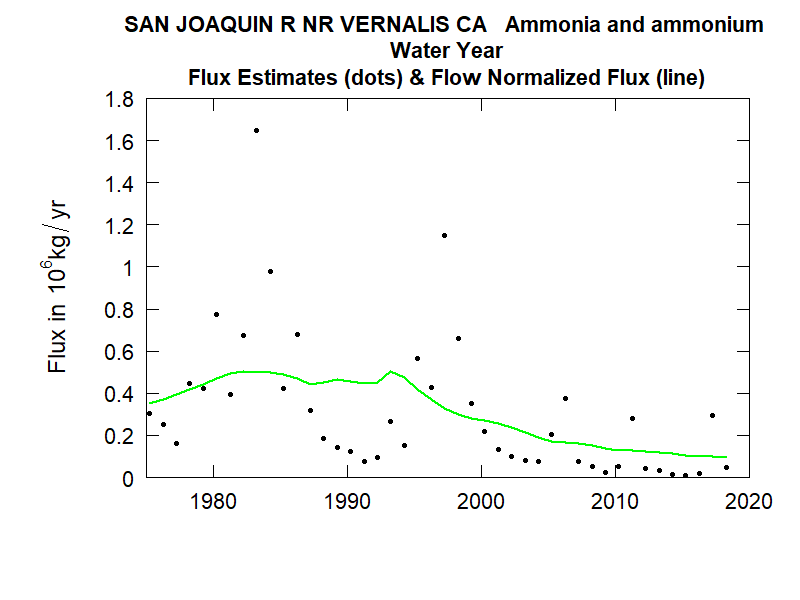 SAN JOAQUIN R NR VERNALIS CA   Ammonia and ammonium
Water Year
Flux Estimates (dots) & Flow Normalized Flux (line)
1.8
1.6
1.4
1.2
1
0.8
0.6
0.4
0.2
0
Flux in 10⁶kg/yr
1980 1990 2000 2010 2020